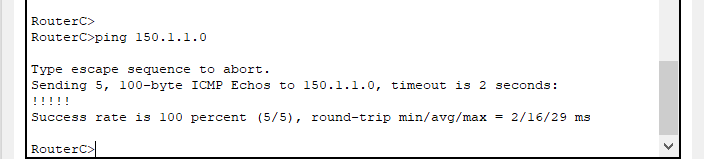 RouterC>
RouterC>ping 150.1.1.0
Type escape sequence to abort.
Sending 5, 100-byte ICMP Echos to 150.1.1.0, timeout is 2 seconds:
!!!!!
Success rate is 100 percent (5/5), round-trip min/avg/max = 2/16/29 ms
RouterC>